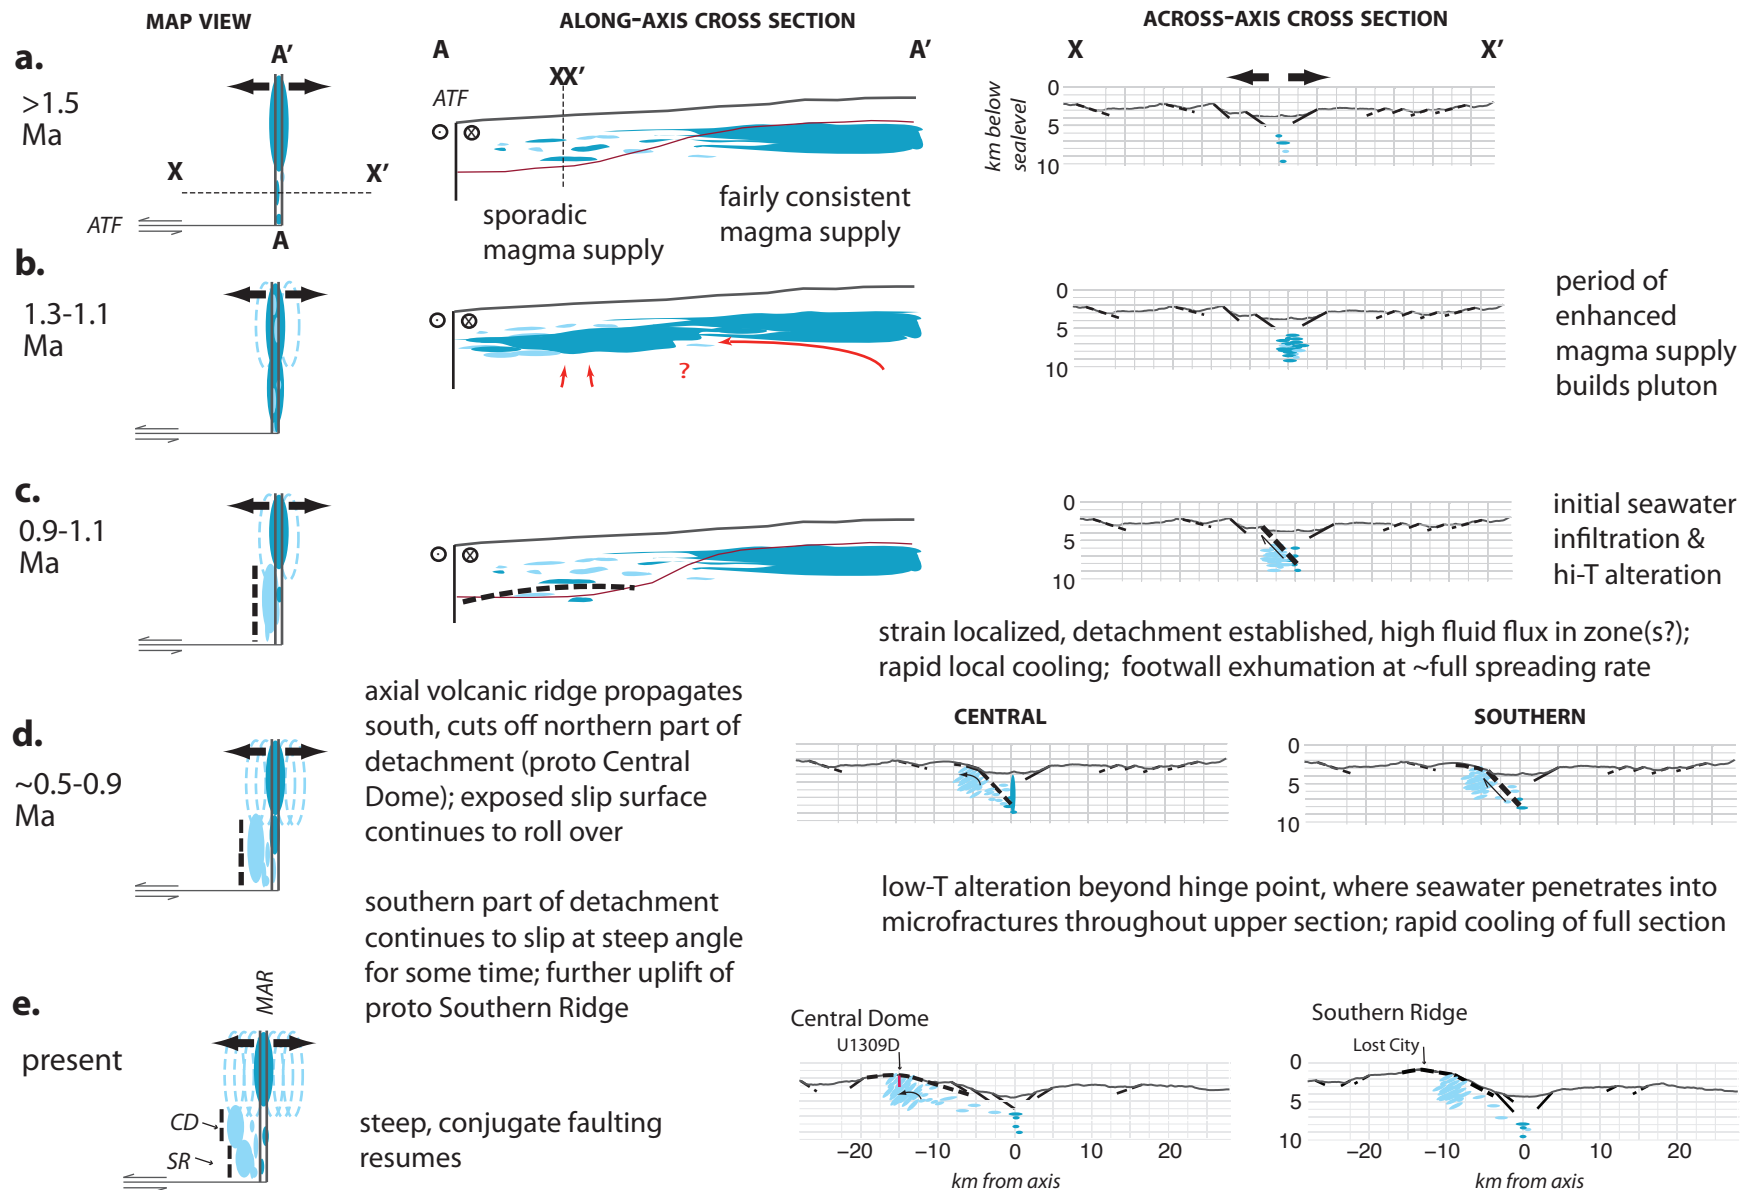 MAP VIEW
ALONG-AXIS CROSS SECTION
ACROSS-AXIS CROSS SECTION
a.
>1.5
Ma
A'
X
X'
ATF
A
A
A'
XX'
ATF
sporadic
magma supply
fairly consistent
magma supply
X
X'
km below
sealevel
0
5
10
b.
1.3-1.1
Ma
?
0
5
10
period of
enhanced
magma supply
builds pluton
c.
0.9-1.1
Ma
0
5
10
initial seawater
infiltration &
hi-T alteration
strain localized, detachment established, high fluid flux in zone(s?);
rapid local cooling; footwall exhumation at ~full spreading rate
d.
~0.5-0.9
Ma
axial volcanic ridge propagates
south, cuts off northern part of
detachment (proto Central
Dome); exposed slip surface
continues to roll over
southern part of detachment
continues to slip at steep angle
for some time; further uplift of
proto Southern Ridge
CENTRAL
SOUTHERN
0
5
10
low-T alteration beyond hinge point, where seawater penetrates into
microfractures throughout upper section; rapid cooling of full section
e.
present
MAR
CD
SR
steep, conjugate faulting
resumes
Central Dome
U1309D
−20
−10
0
10
20
km from axis
Southern Ridge
Lost City
0
5
10
−20
−10
0
10
20
km from axis